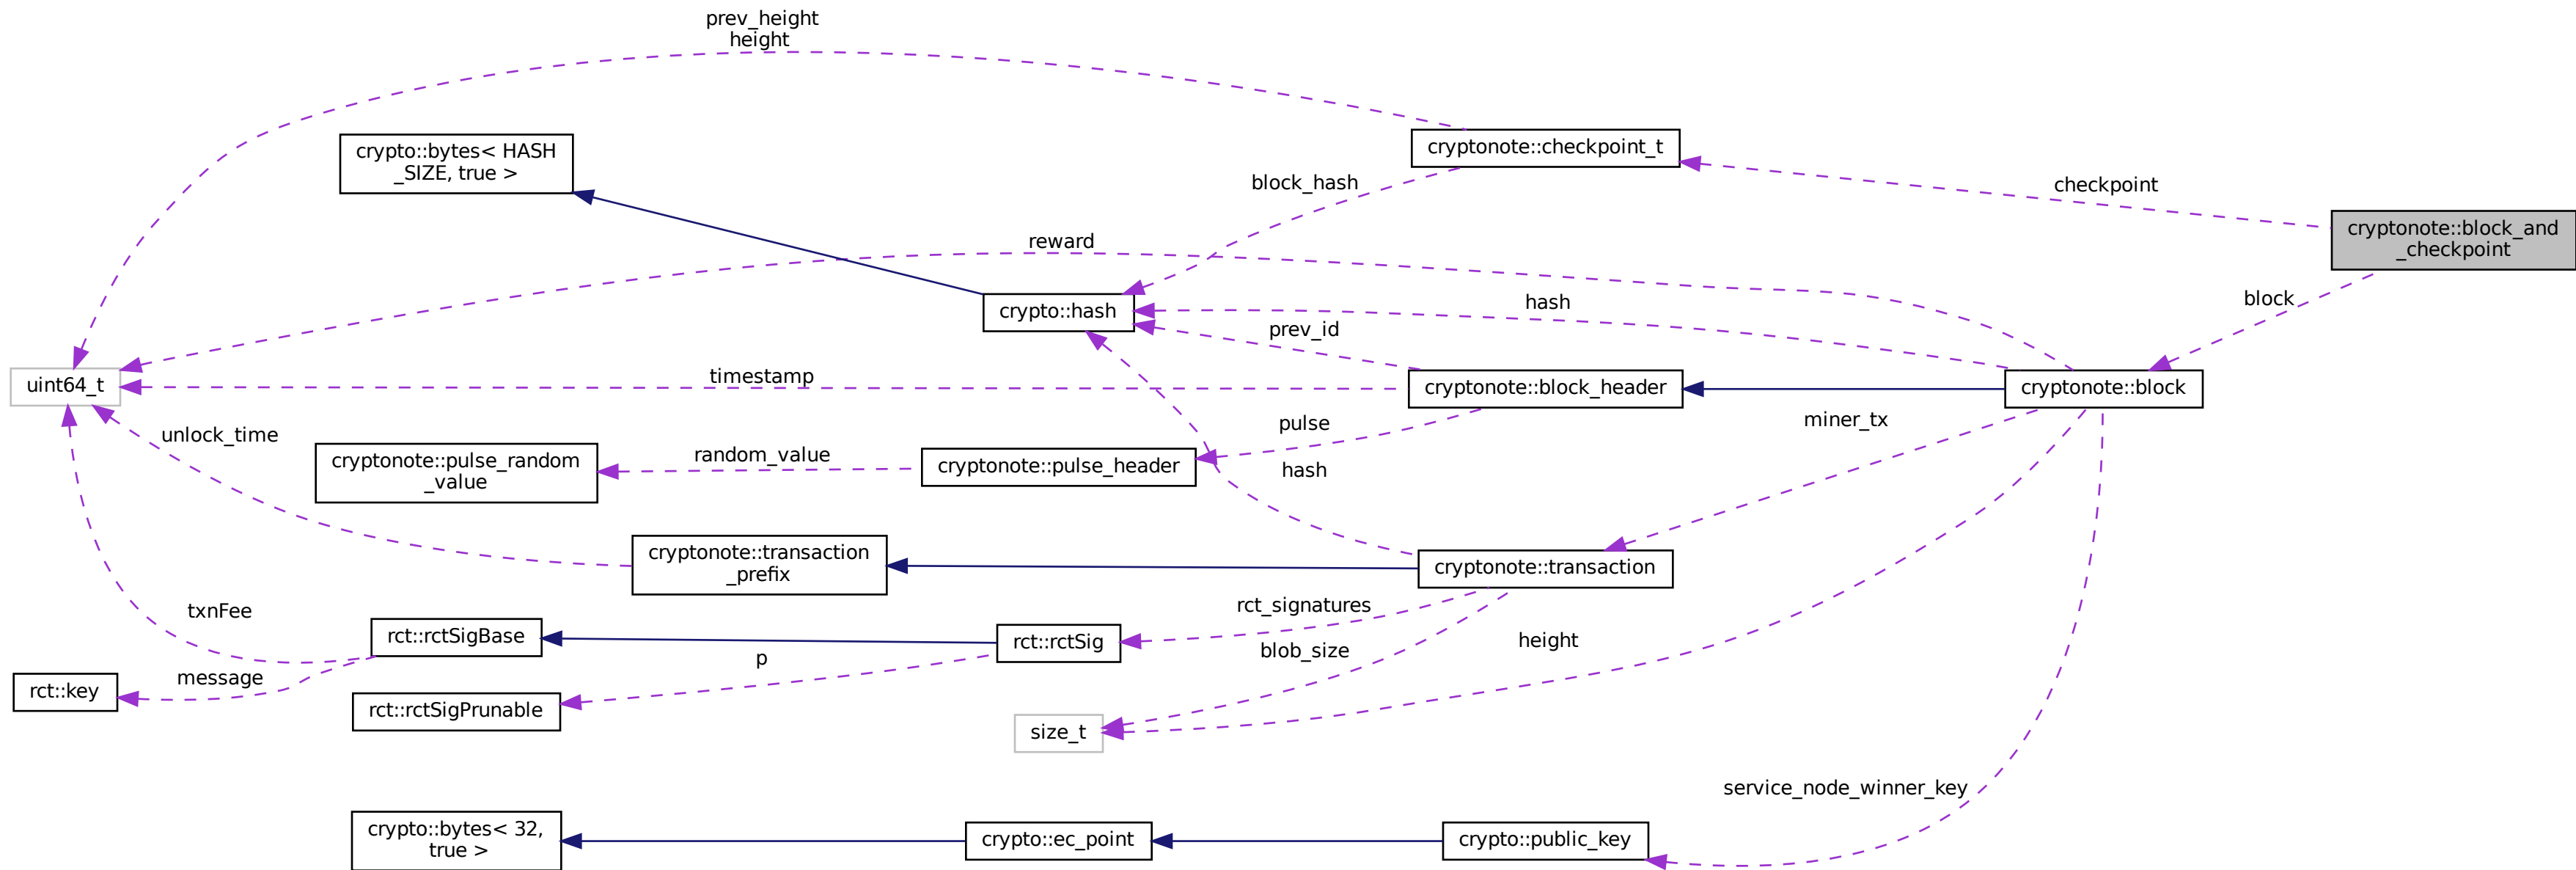 prev_height
height
crypto::bytes< HASH
_SIZE, true >
cryptonote::checkpoint_t
block_hash
checkpoint
cryptonote::block_and
_checkpoint
reward
crypto::hash
hash
block
prev_id
uint64_t
timestamp
cryptonote::block_header
cryptonote::block
unlock_time
pulse
miner_tx
cryptonote::pulse_random
_value
random_value
cryptonote::pulse_header
hash
cryptonote::transaction
_prefix
cryptonote::transaction
txnFee
rct::rctSigBase
rct::rctSig
rct_signatures
blob_size
height
p
message
rct::key
rct::rctSigPrunable
size_t
service_node_winner_key
crypto::bytes< 32,
true >
crypto::ec_point
crypto::public_key